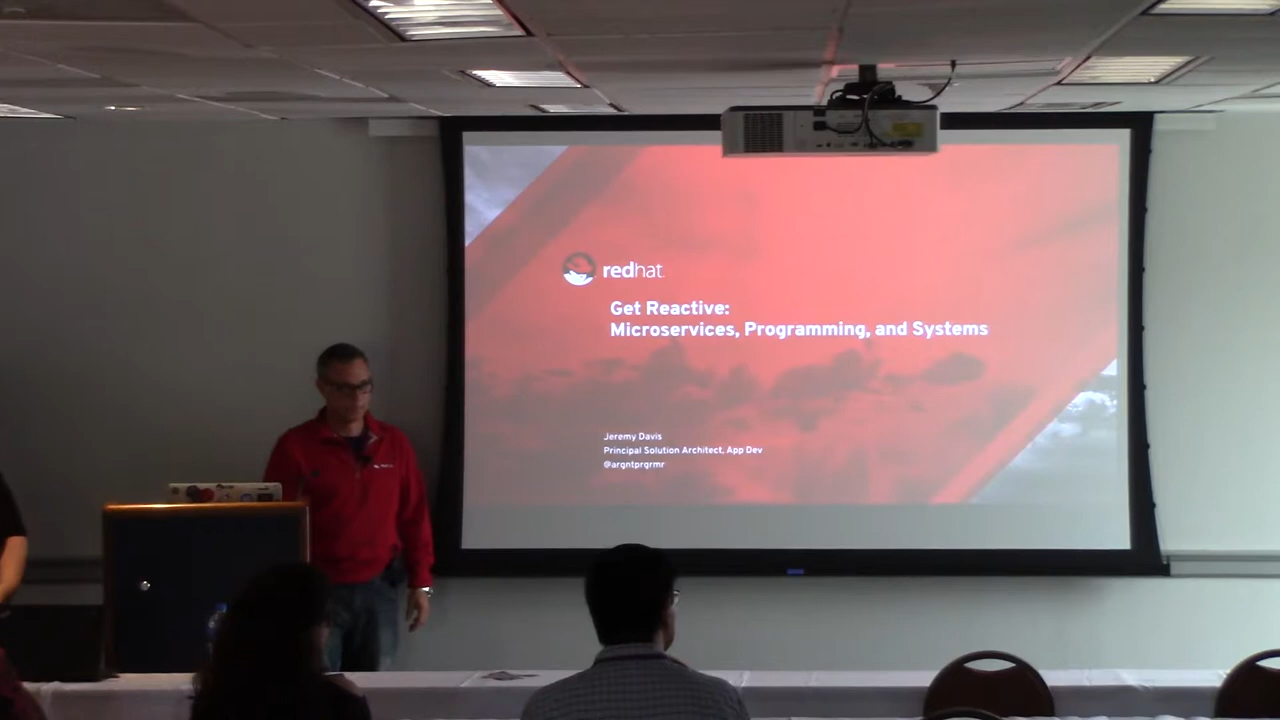 redhat.
Get Reactive:
Microservices, Programming, and Systems
Jeremy Davis
Principal Solution Architect, App Dev
@argntprgrmr